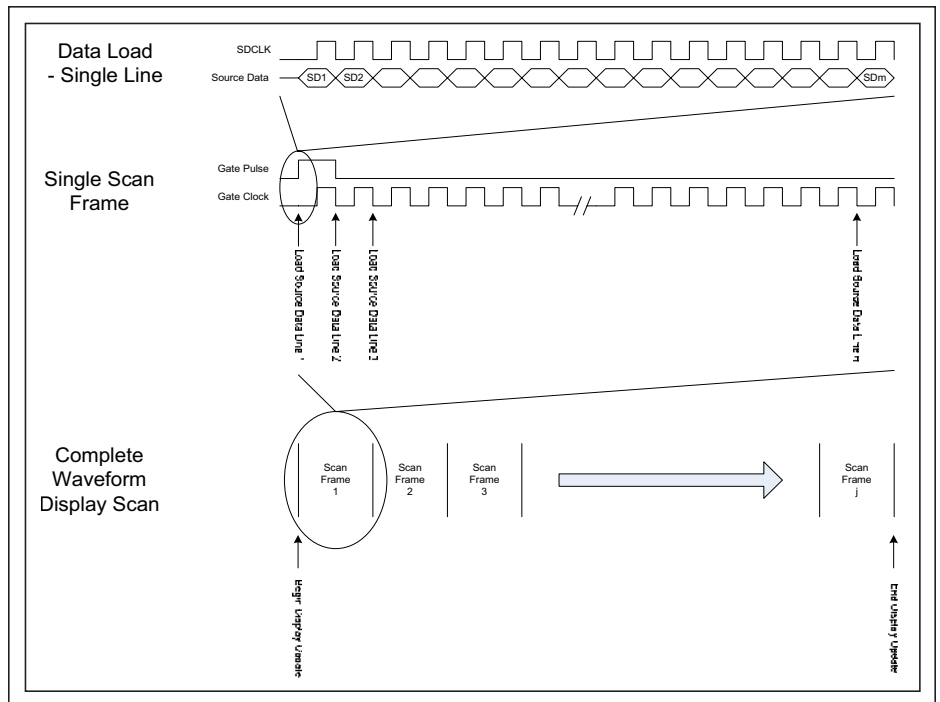 Data Load
- Single Line
SDCLK
Source Data
SD1
SD2
SDm
Single Scan
Frame
Gate Pulse
Gate Clock
Load Source Data Line
Load Source Data Line 2
Load Source Data Line 3
Load Source Data Line
Complete
Waveform
Display Scan
Scan
Frame
1
Scan
Frame
2
Scan
Frame
3
Scan
Frame
j
Begin Display
End Display Update